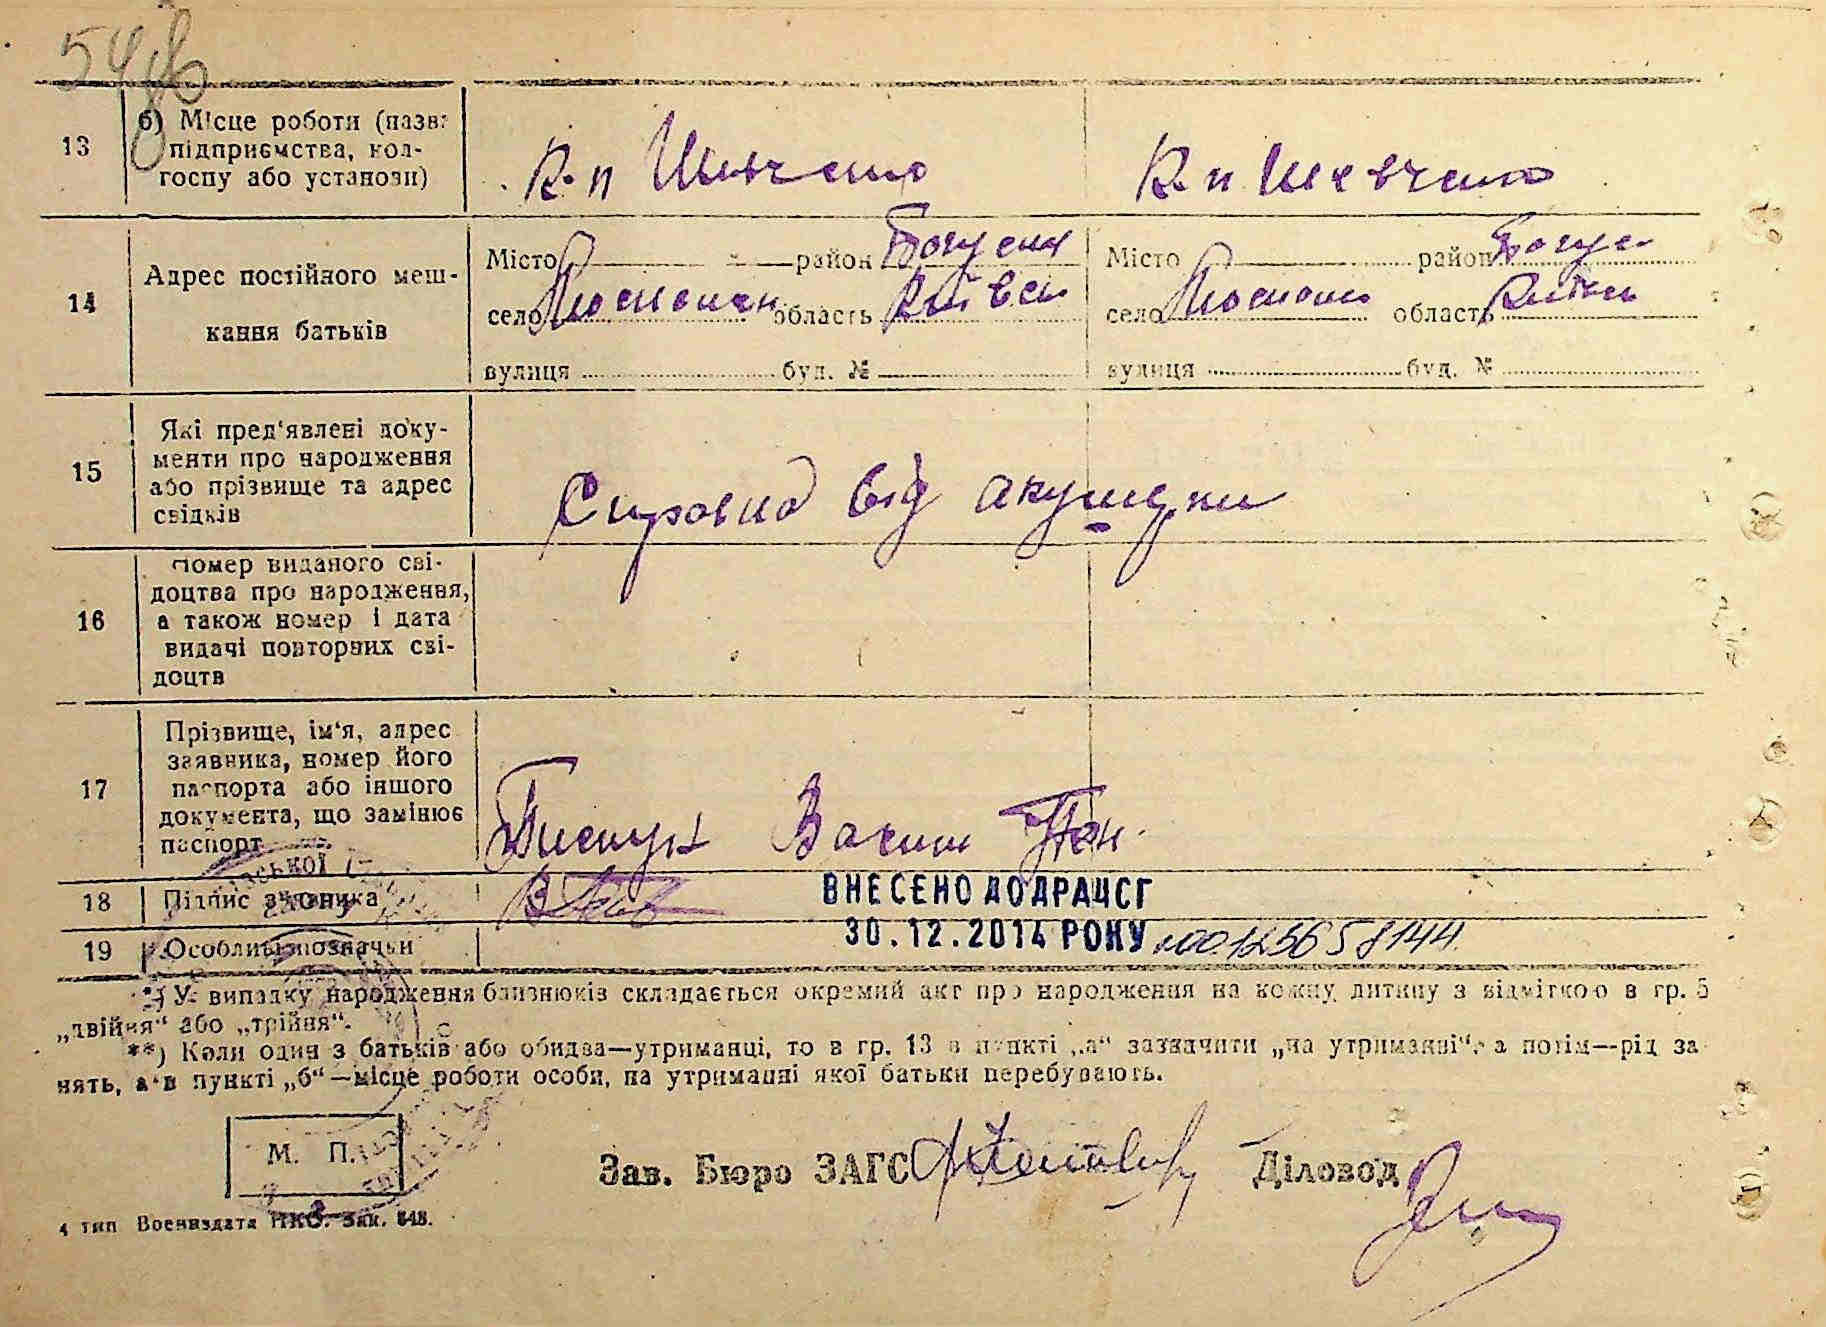 13
б) Місце роботи (назва
підприємства, кол-
госпу або установи)
К-п Шевченко
К-п Шевченко
14
Адрес постійного меш-
кання батьків
Місто район Богуслав
село область Київськ
вулиця буд. №
Місто район Богус
село область Київськ
вулиця буд. №
15
Які пред'явлені доку-
менти про народження
або прізвище та адрес
свідків
Справка від акушерки
16
Номер виданого сві-
доцтва про народження,
а також номер і дата
видачі повторних сві-
доцтв
17
Прізвище, ім'я, адрес
заявника, номер його
паспорта або іншого
документа, що замінює
паспорт
Василь
18
Підпис заявника
ВНЕСЕНО ДО ДРАЦСГ
19
Особливі позначки
30.12.2014 РОКУ №00125658144
*) У випадку народження близнюків складається окремий акт про народження на кожну дитину з відміткою в гр. 5
„двійня“ або „трійня“.
**) Коли один з батьків або обидва—утриманці, то в гр. 13 в пункті „а“ зазначити „на утриманні“, а потім—рід за-
нять, а в пункті „б“—місце роботи особи, на утриманні якої батьки перебувають.
М. П.
Зав. Бюро ЗАГС
Діловод
4 тип Воениздата НКО. Зак. 848.